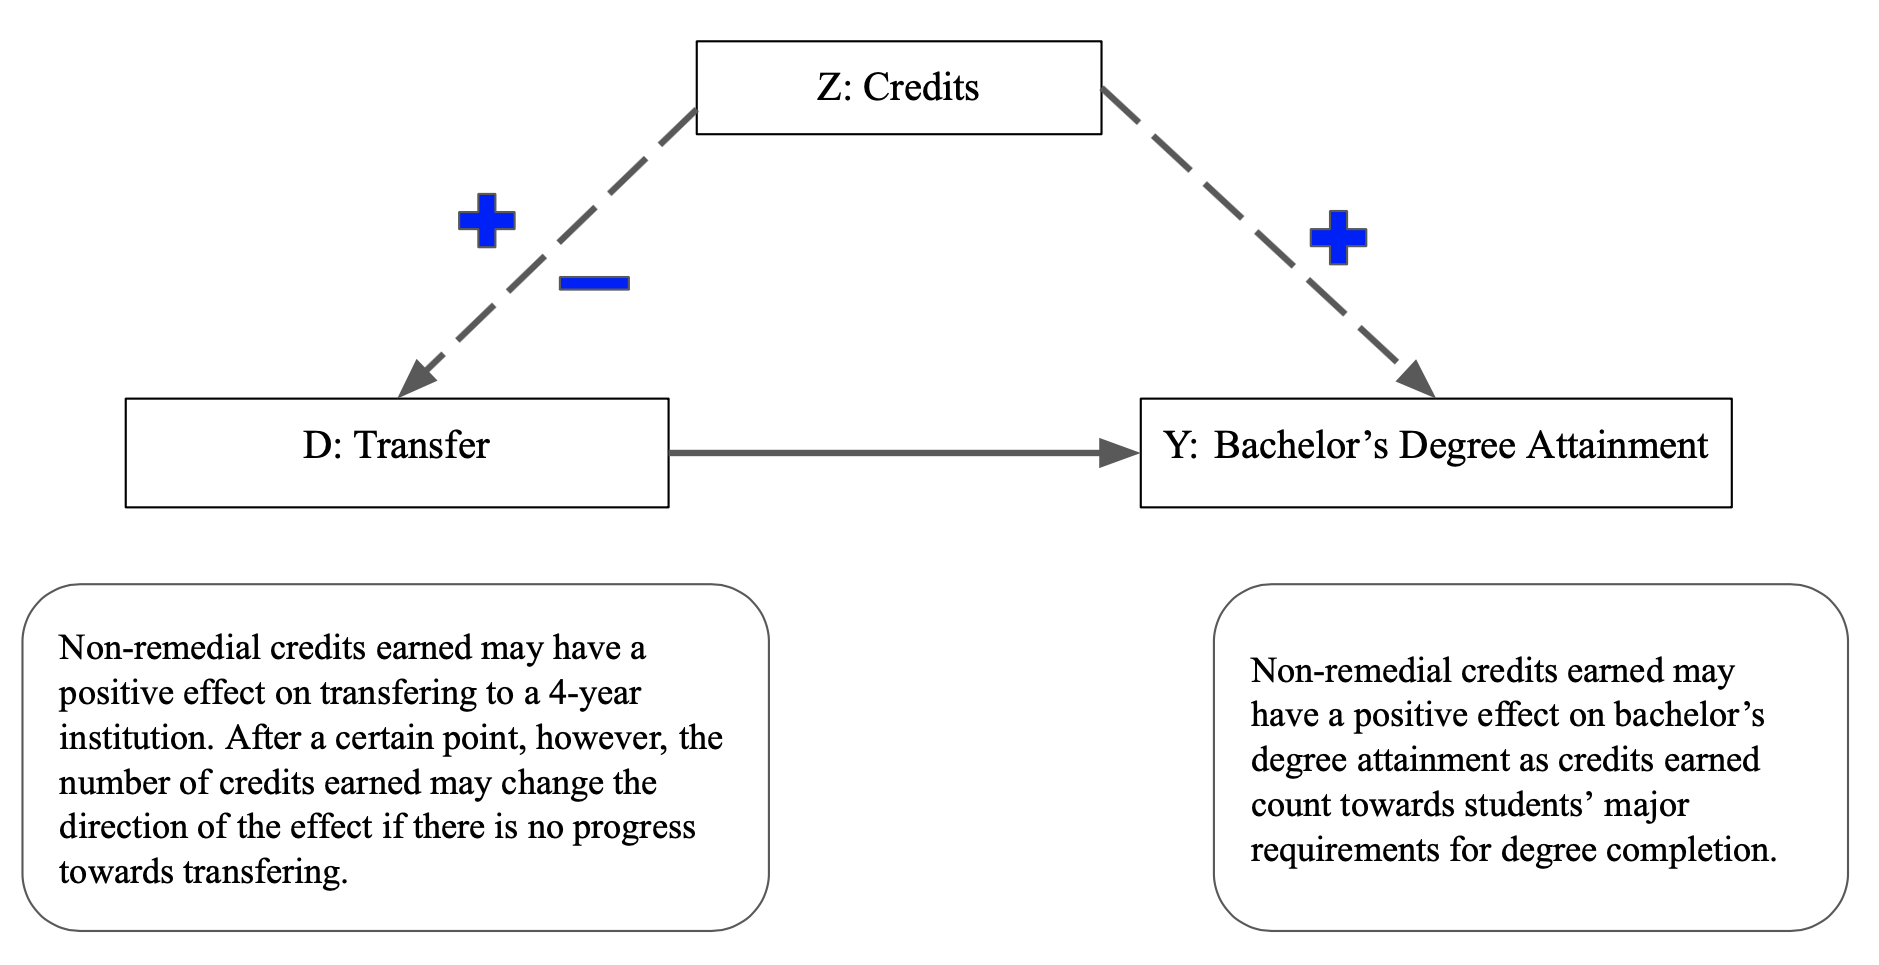 Z: Credits
D: Transfer
Y: Bachelor’s Degree Attainment
Non-remedial credits earned may have a
positive effect on transfering to a 4-year
institution. After a certain point, however, the
number of credits earned may change the
direction of the effect if there is no progress
towards transfering.
Non-remedial credits earned may
have a positive effect on bachelor’s
degree attainment as credits earned
count towards students’ major
requirements for degree completion.